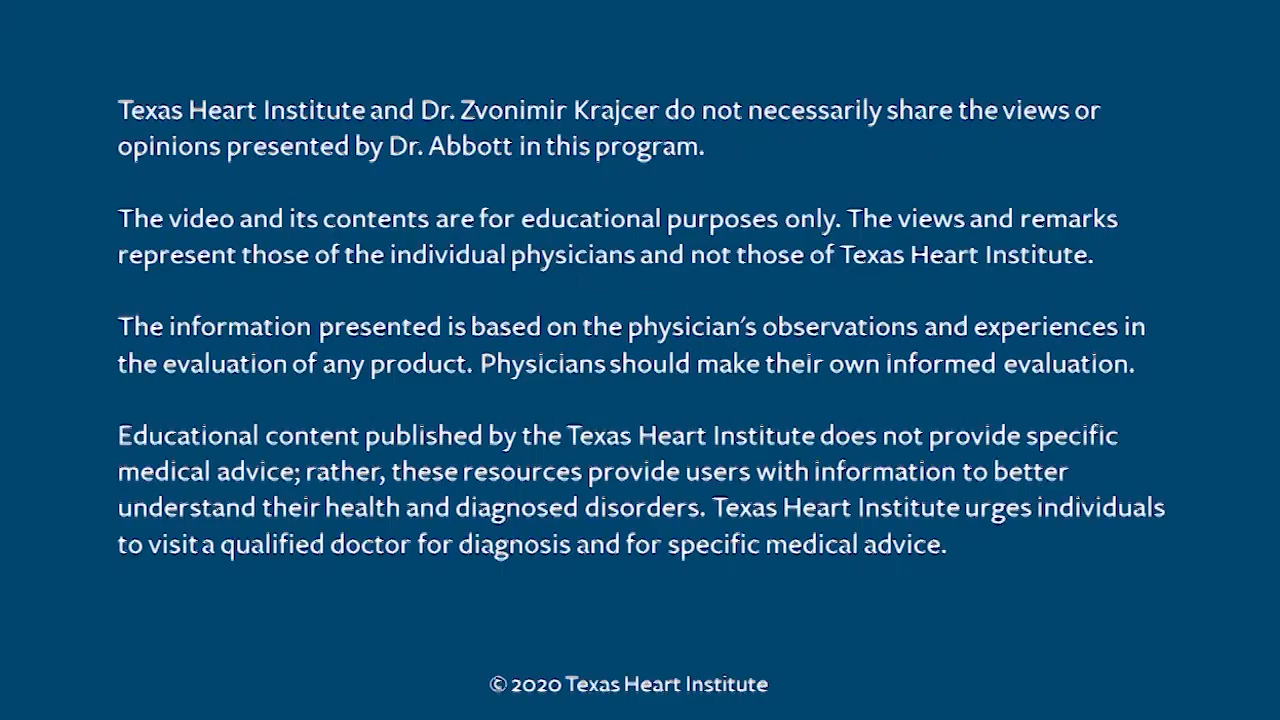 Texas Heart Institute and Dr. Zvonimir Krajcer do not necessarily share the views or
opinions presented by Dr. Abbott in this program.
The video and its contents are for educational purposes only. The views and remarks
represent those of the individual physicians and not those of Texas Heart Institute.
The information presented is based on the physician's observations and experiences in
the evaluation of any product. Physicians should make their own informed evaluation.
Educational content published by the Texas Heart Institute does not provide specific
medical advice; rather, these resources provide users with information to better
understand their health and diagnosed disorders. Texas Heart Institute urges individuals
to visit a qualified doctor for diagnosis and for specific medical advice.
© 2020 Texas Heart Institute